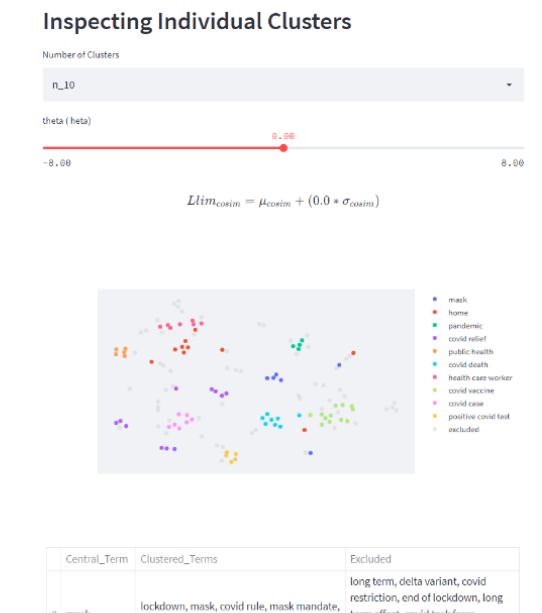 Inspecting Individual Clusters
Number of Clusters
n_10
theta ( heta)
0.00
-8.00 8.00
Llim_cosim = μ_cosim + (0.0 * σ_cosim)
mask
home
pandemic
covid relief
public health
covid death
health care worker
covid vaccine
covid case
positive covid test
excluded
Central_Term Clustered_Terms Excluded
long term, delta variant, covid
restriction, end of lockdown, long
lockdown, mask, covid rule, mask mandate,